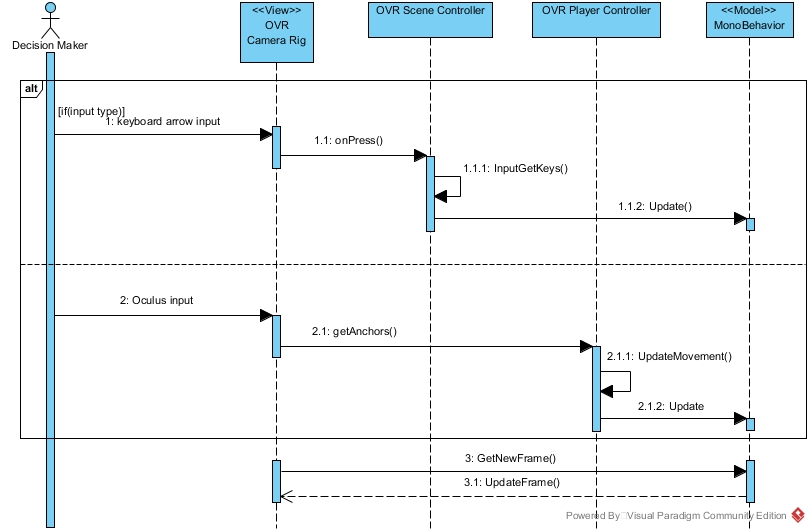 <<View>>
OVR
Camera Rig
OVR Scene Controller
OVR Player Controller
<<Model>>
MonoBehavior
Decision Maker
alt
[if(input type)]
1: keyboard arrow input
1.1: onPress()
1.1.1: InputGetKeys()
1.1.2: Update()
2: Oculus input
2.1: getAnchors()
2.1.1: UpdateMovement()
2.1.2: Update
3: GetNewFrame()
3.1: UpdateFrame()
Powered By Visual Paradigm Community Edition